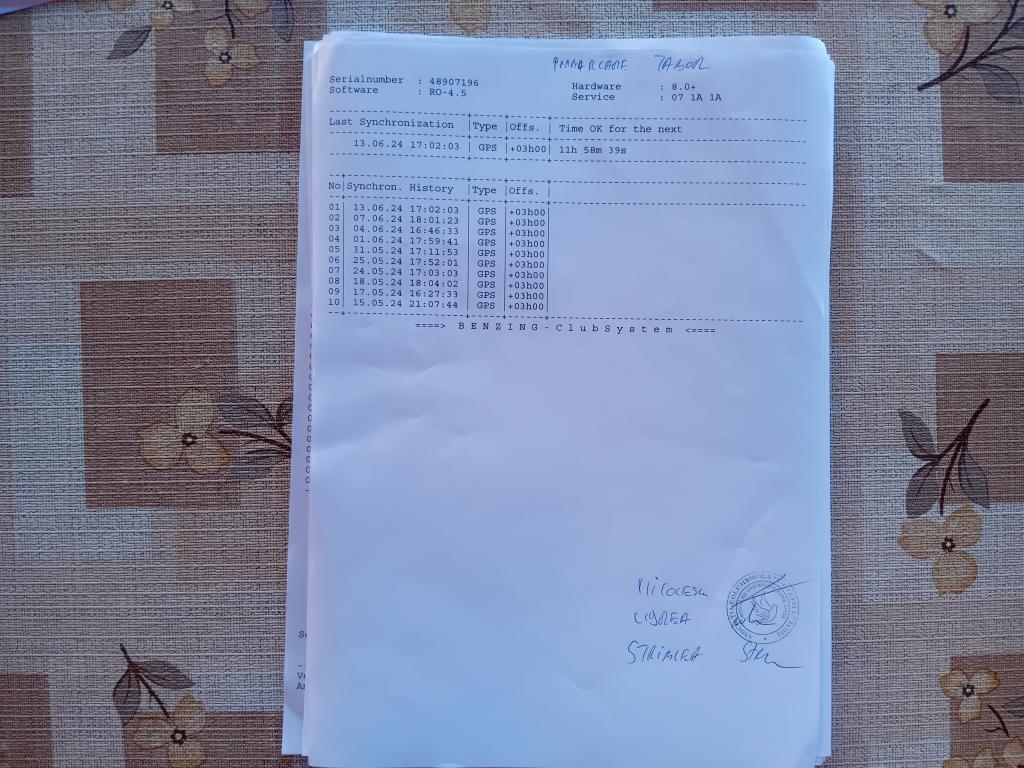 TABOR
Serialnumber : 48907196 Hardware : 8.0+
Software : RO-4.5 Service : 07 1A 1A
Last Synchronization |Type |Offs. | Time OK for the next
13.06.24 17:02:03 | GPS |+03h00| 11h 58m 39s
No|Synchron. History |Type |Offs. |
01| 13.06.24 17:02:03 | GPS |+03h00|
02| 07.06.24 18:01:23 | GPS |+03h00|
03| 04.06.24 16:46:33 | GPS |+03h00|
04| 01.06.24 17:59:41 | GPS |+03h00|
05| 31.05.24 17:11:53 | GPS |+03h00|
06| 25.05.24 17:52:01 | GPS |+03h00|
07| 24.05.24 17:03:03 | GPS |+03h00|
08| 18.05.24 18:04:02 | GPS |+03h00|
09| 17.05.24 16:27:33 | GPS |+03h00|
10| 15.05.24 21:07:44 | GPS |+03h00|
====> B E N Z I N G - C l u b S y s t e m <====